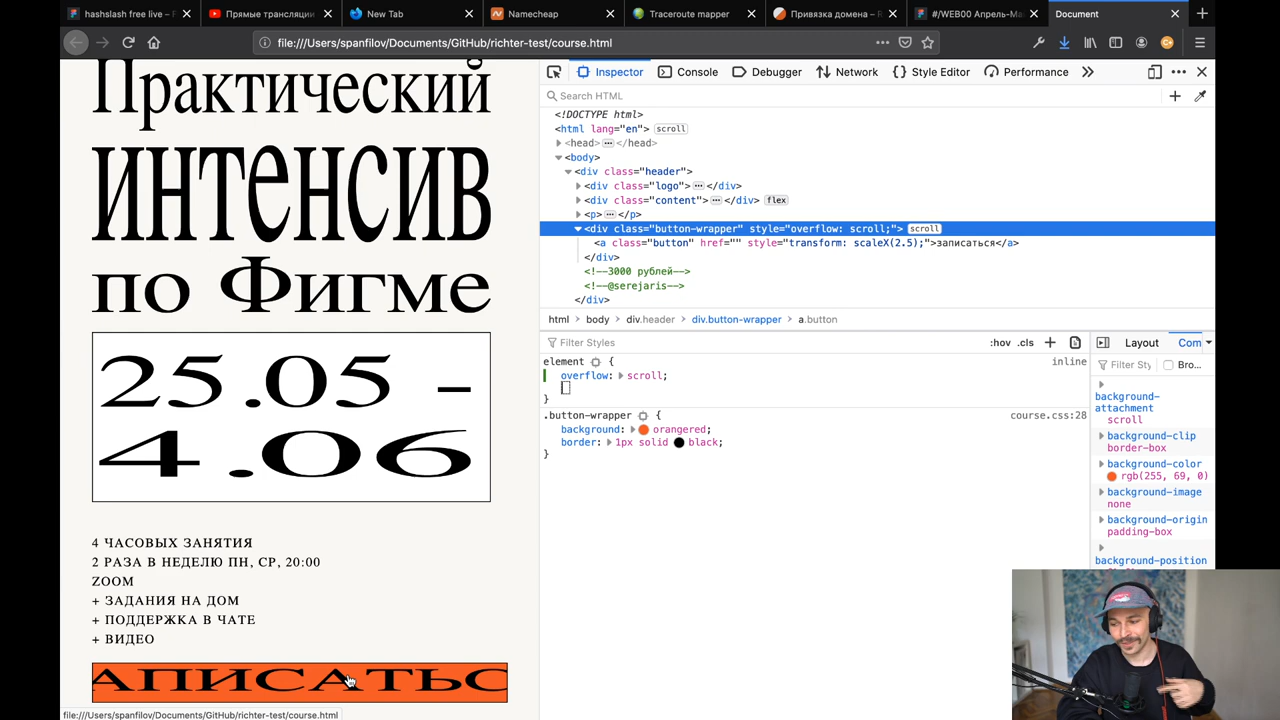 hashslash free live – F
Прямые трансляции
New Tab
Namecheap
Traceroute mapper
Привязка домена – R
#/WEB00 Апрель-Ма
Document
file:///Users/spanfilov/Documents/GitHub/richter-test/course.html
Inspector
Console
Debugger
Network
Style Editor
Performance
Search HTML
<!DOCTYPE html>
<html lang="en"> scroll
<head> </head>
<body>
<div class="header">
<div class="logo"> </div>
<div class="content"> </div> flex
<p> </p>
<div class="button-wrapper" style="overflow: scroll;"> scroll
<a class="button" href="" style="transform: scaleX(2.5);">записаться</a>
</div>
<!--3000 рублей-->
<!--@serejaris-->
</div>
html
body
div.header
div.button-wrapper
a.button
Filter Styles
:hov .cls
element {
inline
overflow: scroll;
}
.button-wrapper {
course.css:28
background: orangered;
border: 1px solid black;
}
Layout
Com
Filter Sty
Bro...
background-
attachment
scroll
background-clip
border-box
background-color
rgb(255, 69, 0)
background-image
none
background-origin
padding-box
background-position
Практический
интенсив
по Фигме
25.05 -
4.06
4 ЧАСОВЫХ ЗАНЯТИЯ
2 РАЗА В НЕДЕЛЮ ПН, СР, 20:00
ZOOM
+ ЗАДАНИЯ НА ДОМ
+ ПОДДЕРЖКА В ЧАТЕ
+ ВИДЕО
АПИСАТЬС
file:///Users/spanfilov/Documents/GitHub/richter-test/course.html